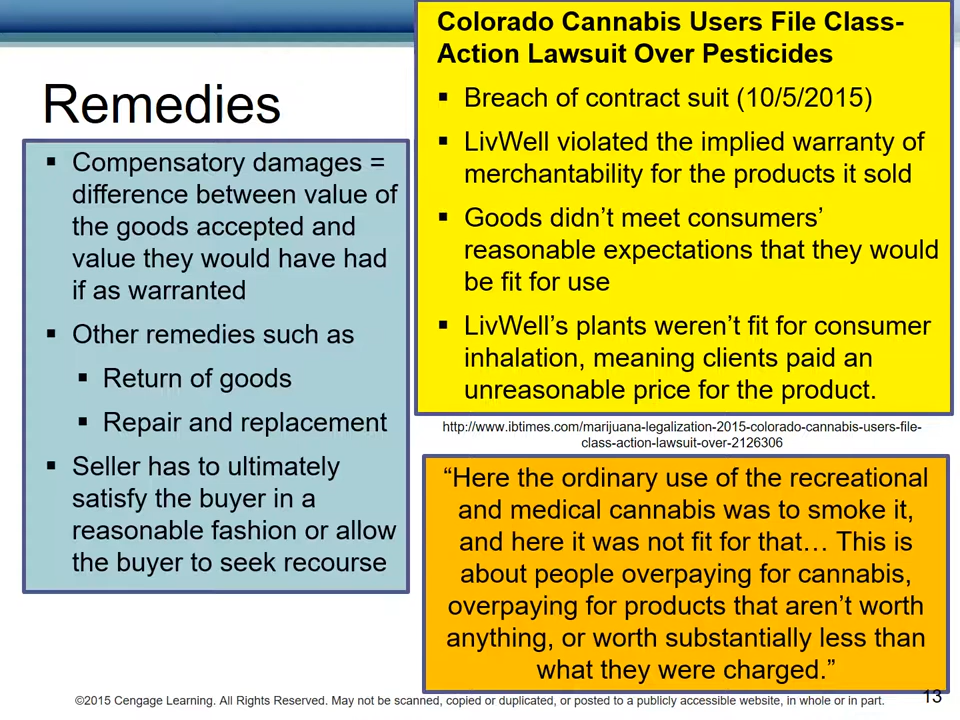 Remedies
▪ Compensatory damages =
difference between value of
the goods accepted and
value they would have had
if as warranted
▪ Other remedies such as
▪ Return of goods
▪ Repair and replacement
▪ Seller has to ultimately
satisfy the buyer in a
reasonable fashion or allow
the buyer to seek recourse
Colorado Cannabis Users File Class-
Action Lawsuit Over Pesticides
▪ Breach of contract suit (10/5/2015)
▪ LivWell violated the implied warranty of
merchantability for the products it sold
▪ Goods didn’t meet consumers’
reasonable expectations that they would
be fit for use
▪ LivWell’s plants weren’t fit for consumer
inhalation, meaning clients paid an
unreasonable price for the product.
http://www.ibtimes.com/marijuana-legalization-2015-colorado-cannabis-users-file-
class-action-lawsuit-over-2126306
“Here the ordinary use of the recreational
and medical cannabis was to smoke it,
and here it was not fit for that… This is
about people overpaying for cannabis,
overpaying for products that aren’t worth
anything, or worth substantially less than
what they were charged.”
©2015 Cengage Learning. All Rights Reserved. May not be scanned, copied or duplicated, or posted to a publicly accessible website, in whole or in part.
13